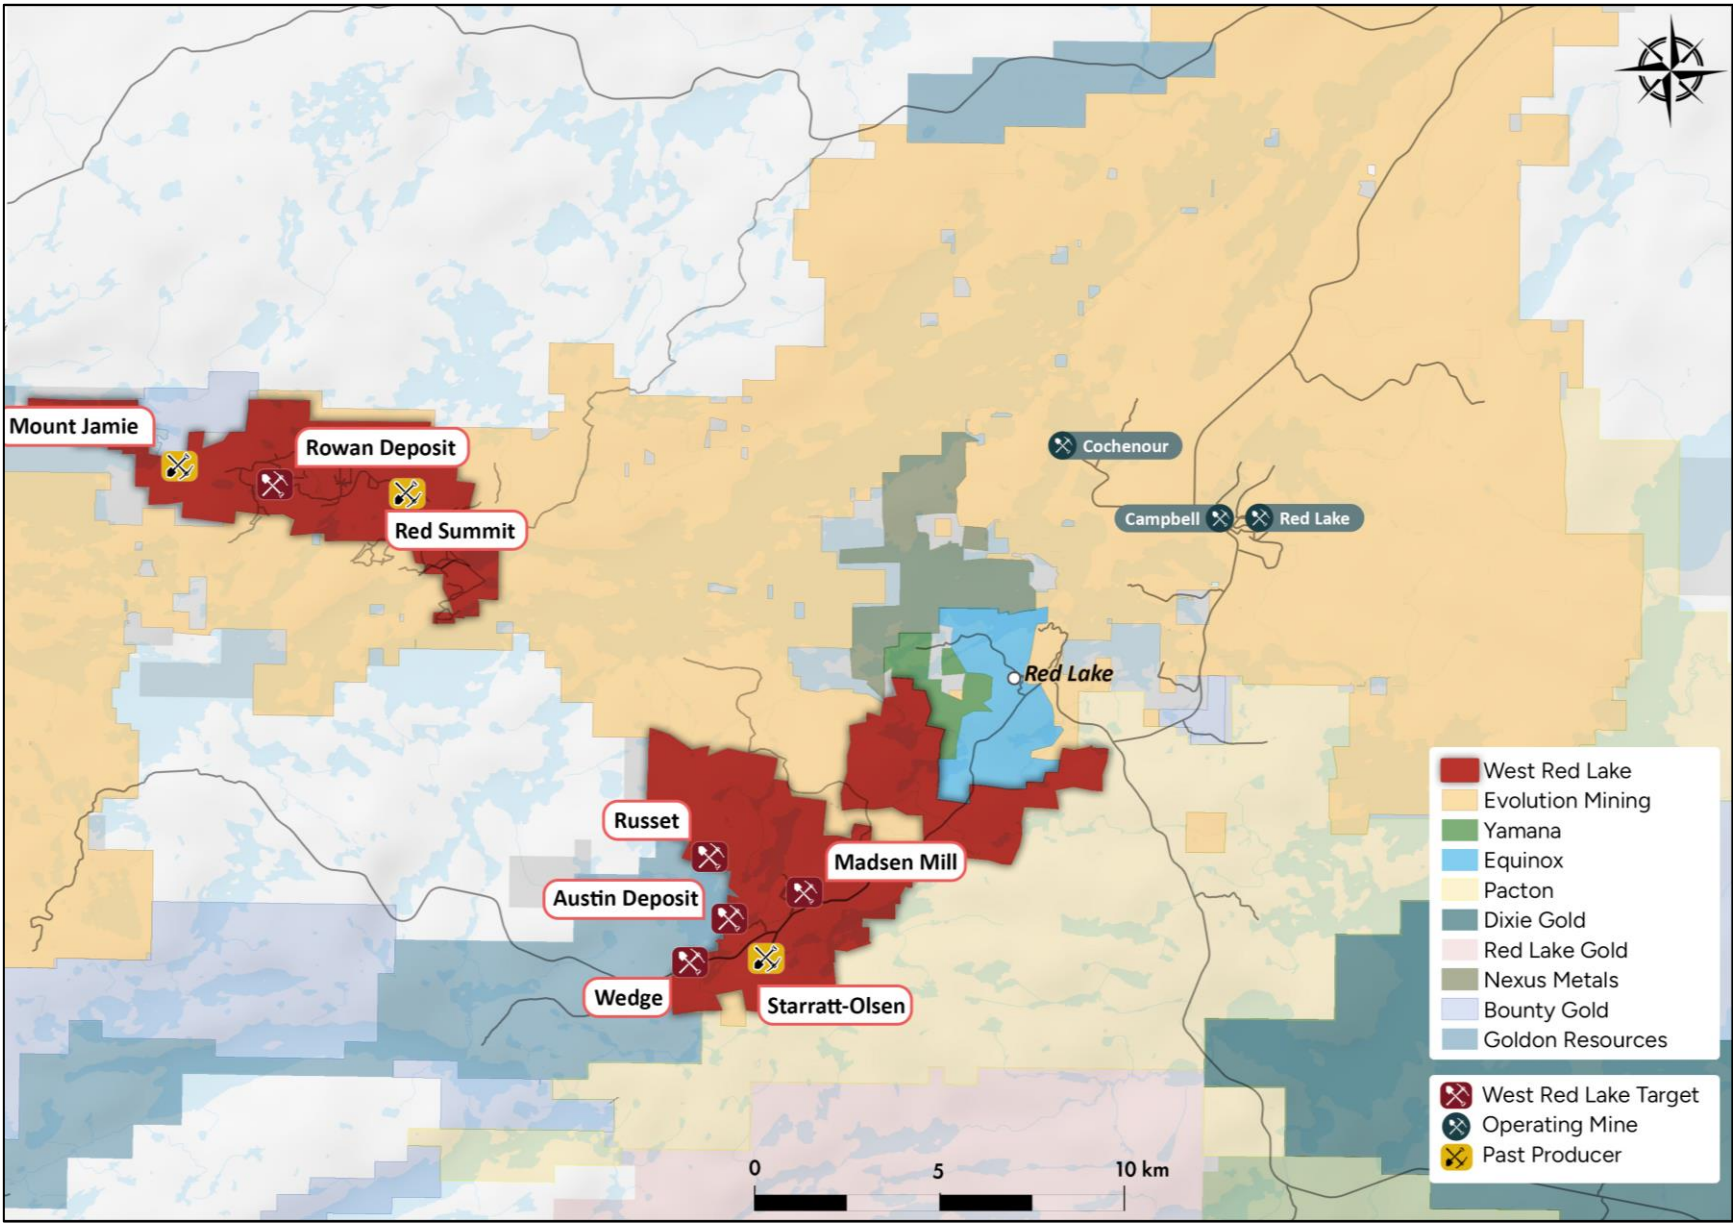 Mount Jamie
Rowan Deposit
Red Summit
Cochenour
Campbell
Red Lake
Red Lake
Russet
Madsen Mill
Austin Deposit
Wedge
Starratt-Olsen
West Red Lake
Evolution Mining
Yamana
Equinox
Pacton
Dixie Gold
Red Lake Gold
Nexus Metals
Bounty Gold
Goldon Resources
West Red Lake Target
Operating Mine
Past Producer
0 5 10 km